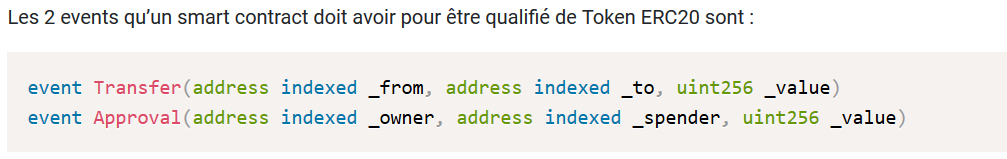 Les 2 events qu’un smart contract doit avoir pour être qualifié de Token ERC20 sont :
event Transfer(address indexed _from, address indexed _to, uint256 _value)
event Approval(address indexed _owner, address indexed _spender, uint256 _value)